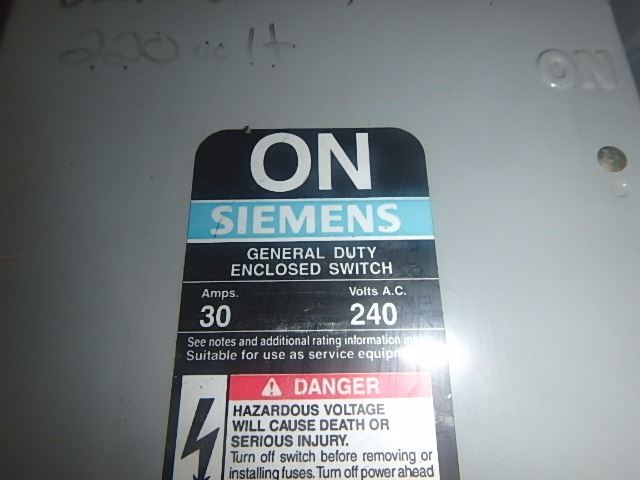 220 volt
ON
ON
SIEMENS
GENERAL DUTY
ENCLOSED SWITCH
Amps. Volts A.C.
30 240
See notes and additional rating information
Suitable for use as service
DANGER
HAZARDOUS VOLTAGE
WILL CAUSE DEATH OR
SERIOUS INJURY.
Turn off switch before removing or
installing fuses. Turn off power ahead